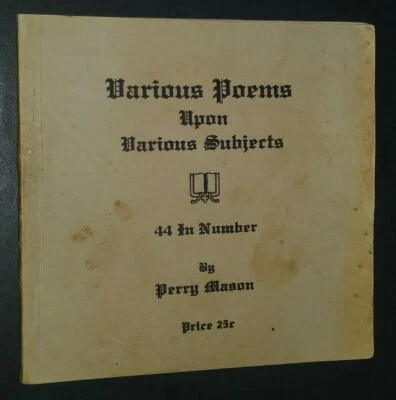 Various Poems
Upon
Various Subjects
44 In Number
By
Perry Mason
Price 25c